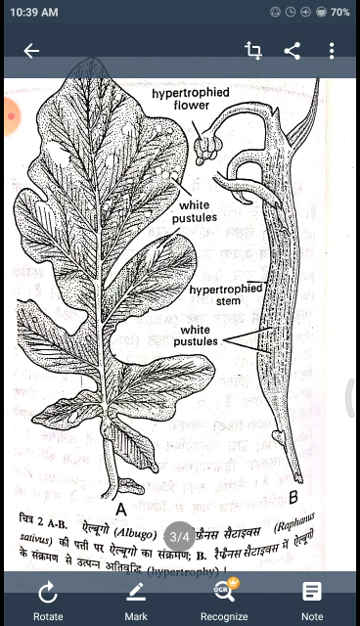 10:39 AM
70%
hypertrophied
flower
white
pustules
hypertrophied
stem
white
pustules
A
B
चित्र 2 A-B. ऐल्बूगो (Albugo) रैफ़ैनस सैटाइवस (Raphanus
sativus) की पत्ती पर ऐल्बूगो का संक्रमण; B. रैफ़ैनस सैटाइवस में ऐल्बूगो
के संक्रमण से उत्पन्न अतिवृद्धि (hypertrophy) ।
3/4
OCR
Rotate
Mark
Recognize
Note